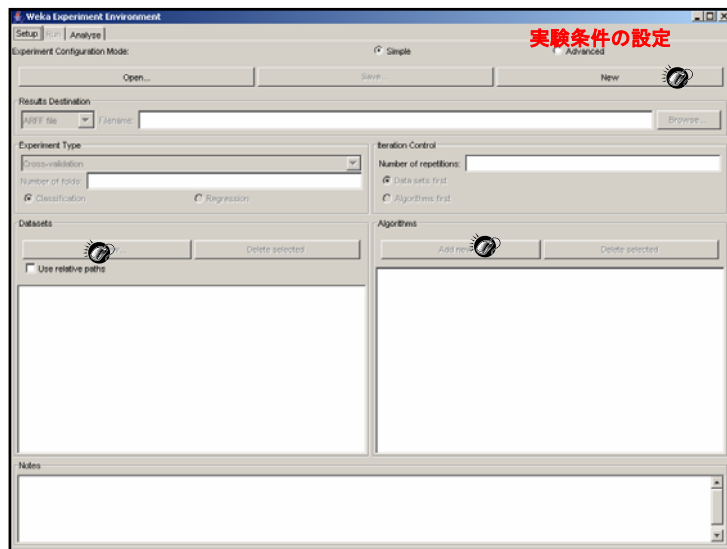 Weka Experiment Environment
Setup Run Analyse
実験条件の設定
Experiment Configuration Mode: Simple Advanced
Open... Save... New
Results Destination
ARFF file Filename: Browse...
Experiment Type
Cross-validation
Number of folds:
Classification Regression
Iteration Control
Number of repetitions:
Data sets first
Algorithms first
Datasets
Delete selected
Use relative paths
Algorithms
Add new
Delete selected
Notes